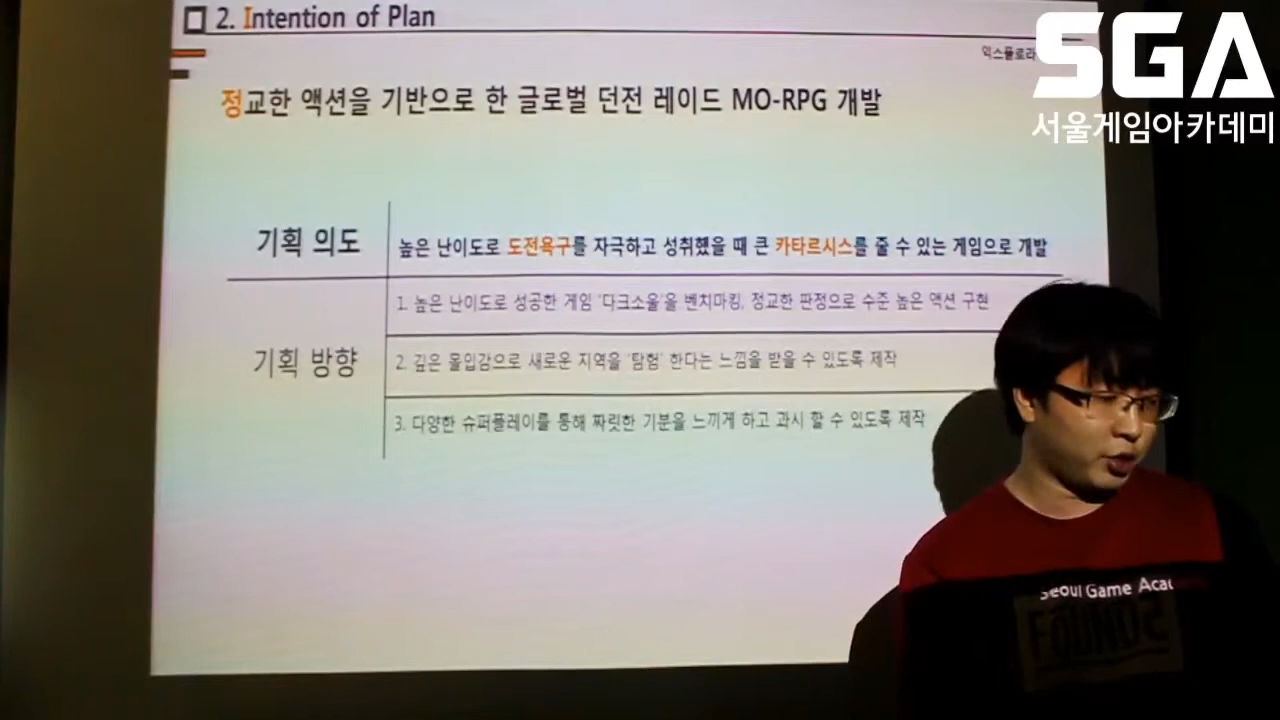 2. Intention of Plan
익스플로러
SGA
서울게임아카데미
정교한 액션을 기반으로 한 글로벌 던전 레이드 MO-RPG 개발
기획 의도
높은 난이도로 도전욕구를 자극하고 성취했을 때 큰 카타르시스를 줄 수 있는 게임으로 개발
기획 방향
1. 높은 난이도로 성공한 게임 '다크소울'을 벤치마킹, 정교한 판정으로 수준 높은 액션 구현
2. 깊은 몰입감으로 새로운 지역을 '탐험' 한다는 느낌을 받을 수 있도록 제작
3. 다양한 슈퍼플레이를 통해 짜릿한 기분을 느끼게 하고 과시 할 수 있도록 제작
Seoul Game Aca